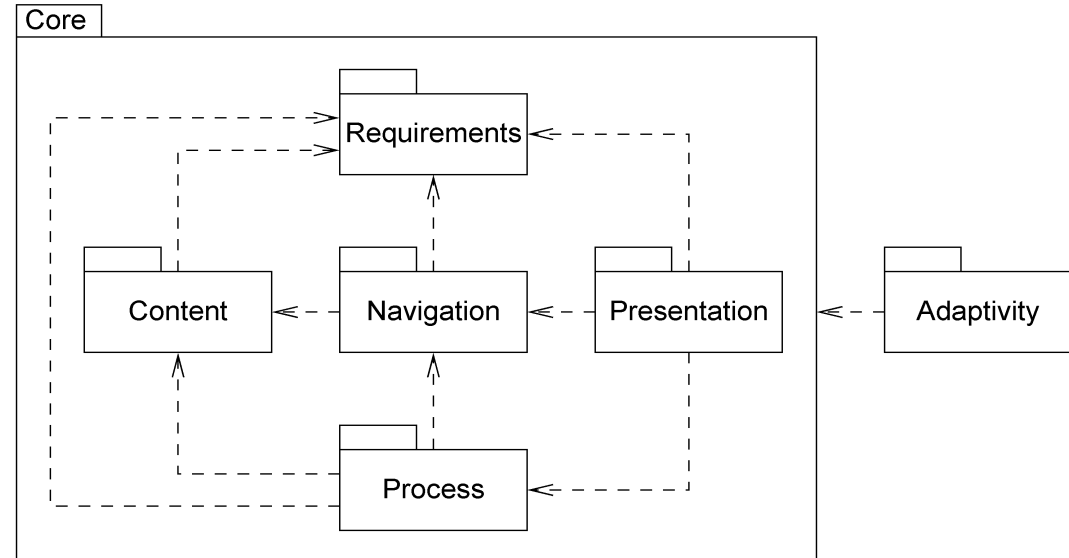 Core
Requirements
Content
Navigation
Presentation
Adaptivity
Process